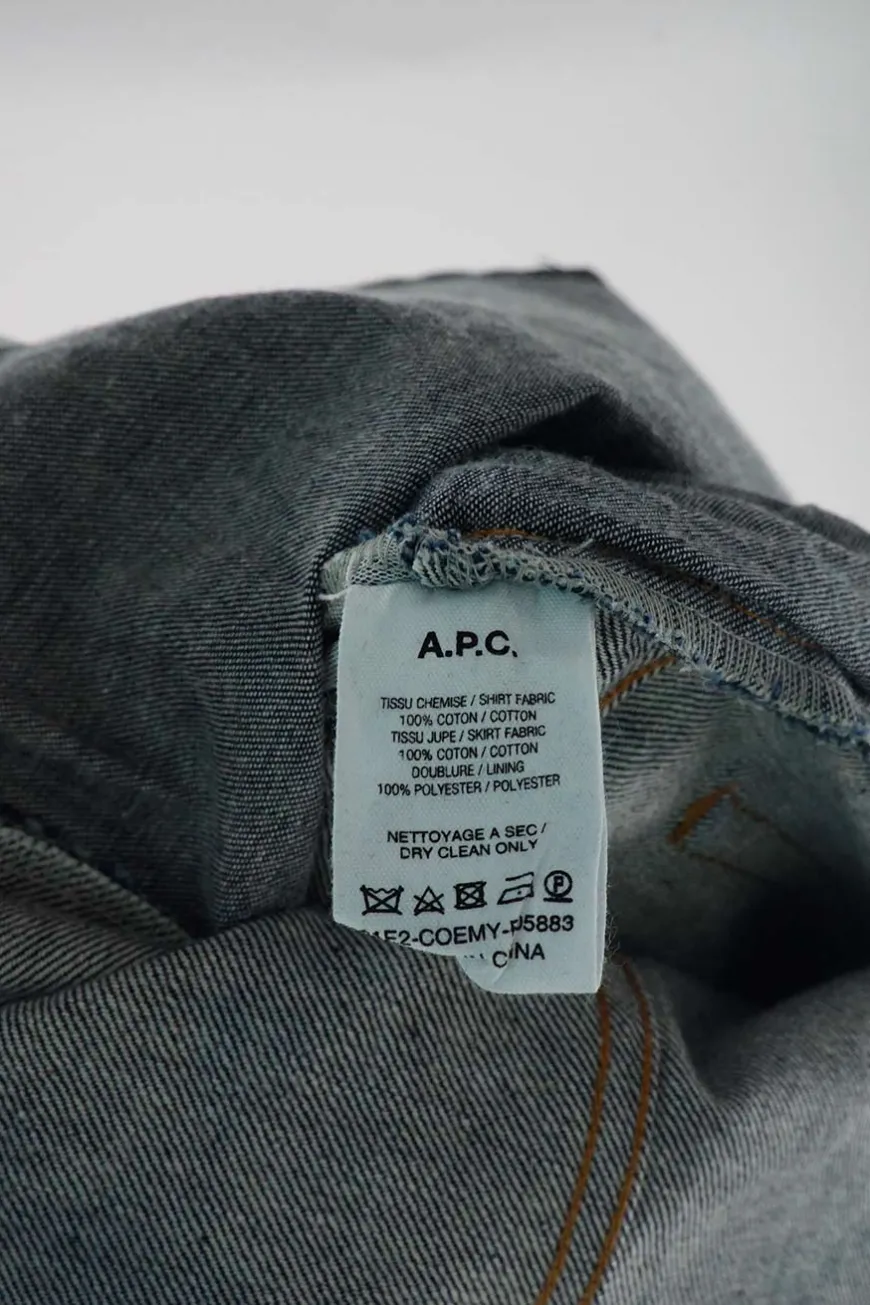 A.P.C.
TISSU CHEMISE / SHIRT FABRIC
100% COTON / COTTON
TISSU JUPE / SKIRT FABRIC
100% COTON / COTTON
DOUBLURE / LINING
100% POLYESTER / POLYESTER
NETTOYAGE A SEC /
DRY CLEAN ONLY
P